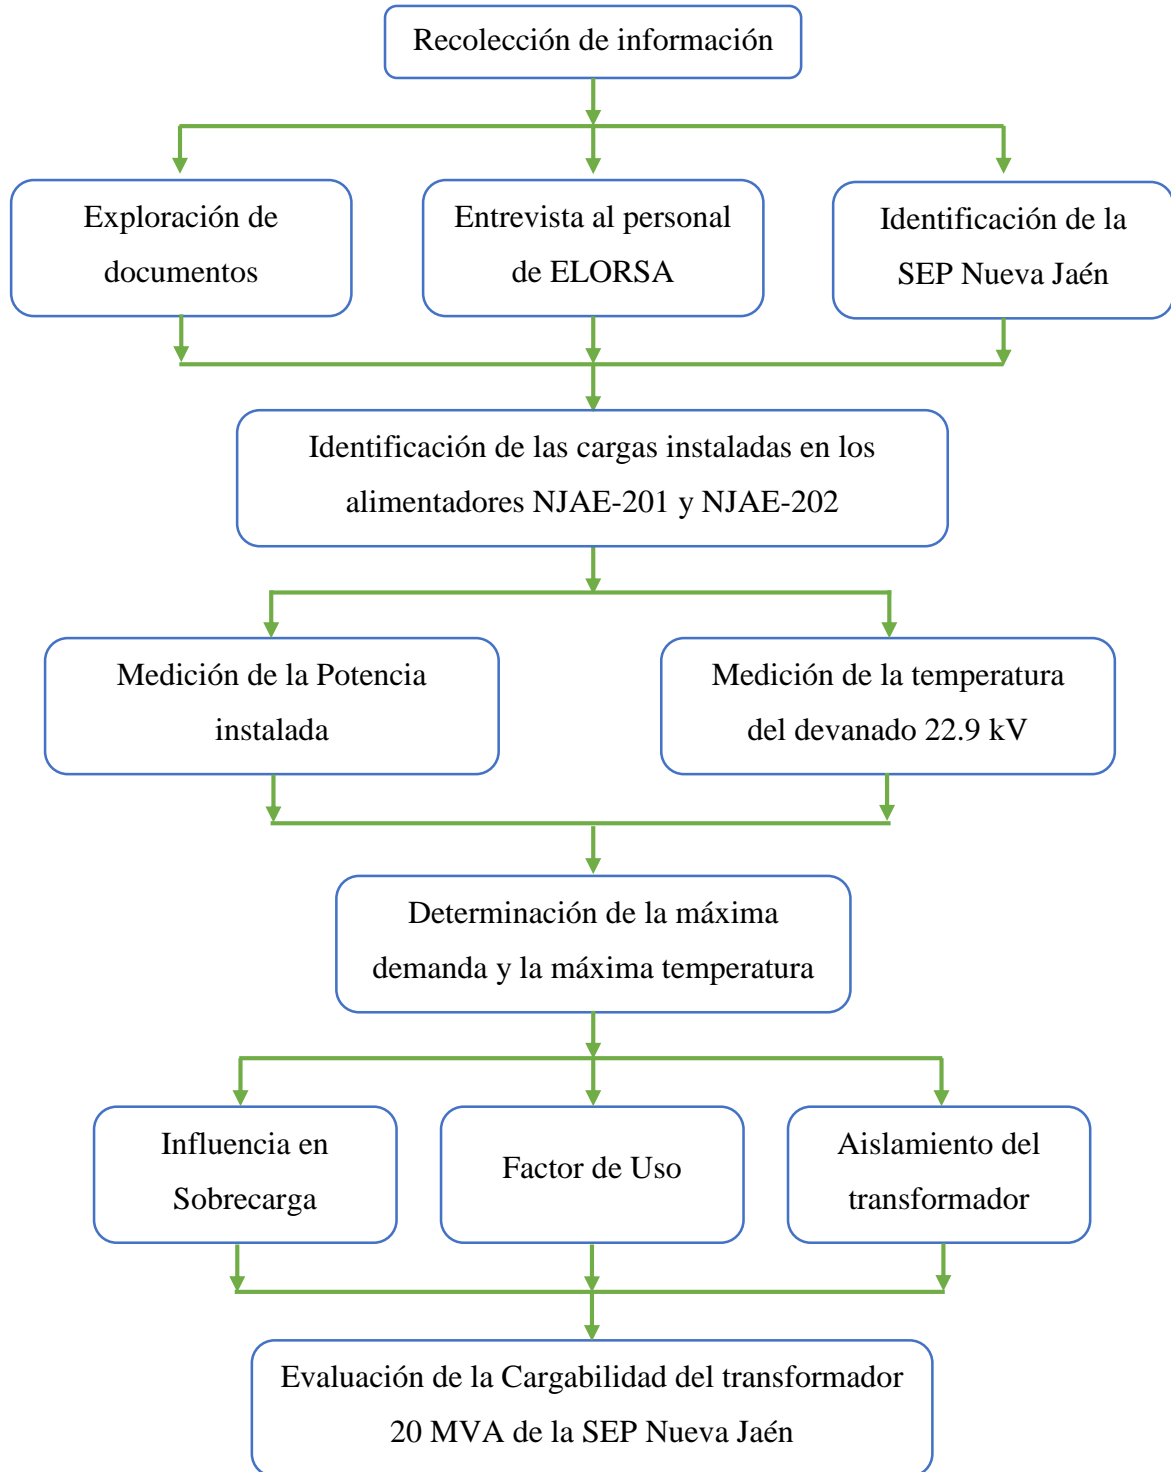 Recolección de información
Exploración de
documentos
Entrevista al personal
de ELORSA
Identificación de la
SEP Nueva Jaén
Identificación de las cargas instaladas en los
alimentadores NJAE-201 y NJAE-202
Medición de la Potencia
instalada
Medición de la temperatura
del devanado 22.9 kV
Determinación de la máxima
demanda y la máxima temperatura
Influencia en
Sobrecarga
Factor de Uso
Aislamiento del
transformador
Evaluación de la Cargabilidad del transformador
20 MVA de la SEP Nueva Jaén